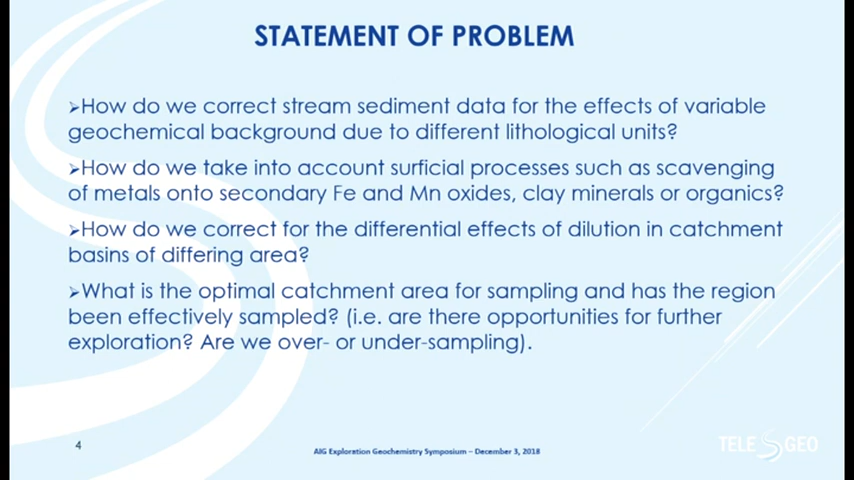 STATEMENT OF PROBLEM
➢How do we correct stream sediment data for the effects of variable
geochemical background due to different lithological units?
➢How do we take into account surficial processes such as scavenging
of metals onto secondary Fe and Mn oxides, clay minerals or organics?
➢How do we correct for the differential effects of dilution in catchment
basins of differing area?
➢What is the optimal catchment area for sampling and has the region
been effectively sampled? (i.e. are there opportunities for further
exploration? Are we over- or under-sampling).
4
AIG Exploration Geochemistry Symposium – December 3, 2018
TELE GEO